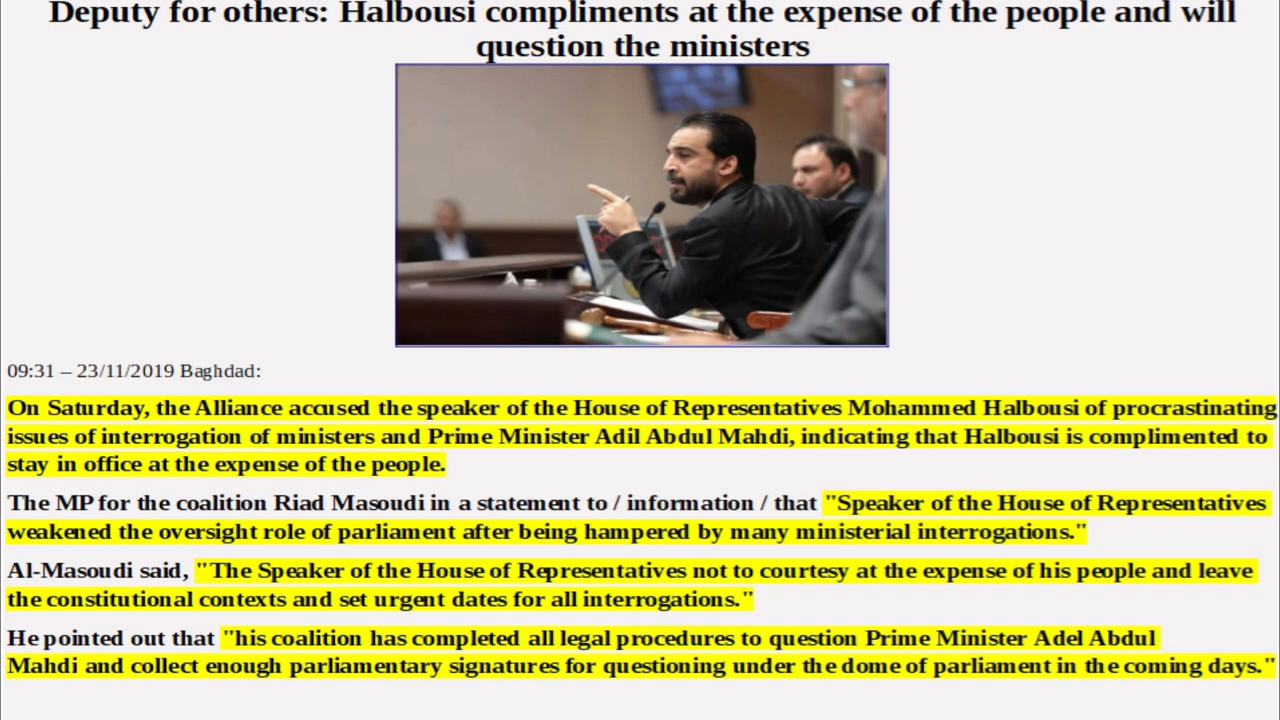 Deputy for others: Halbousi compliments at the expense of the people and will
question the ministers
09:31 – 23/11/2019 Baghdad:
On Saturday, the Alliance accused the speaker of the House of Representatives Mohammed Halbousi of procrastinating
issues of interrogation of ministers and Prime Minister Adil Abdul Mahdi, indicating that Halbousi is complimented to
stay in office at the expense of the people.
The MP for the coalition Riad Masoudi in a statement to / information / that "Speaker of the House of Representatives
weakened the oversight role of parliament after being hampered by many ministerial interrogations."
Al-Masoudi said, "The Speaker of the House of Representatives not to courtesy at the expense of his people and leave
the constitutional contexts and set urgent dates for all interrogations."
He pointed out that "his coalition has completed all legal procedures to question Prime Minister Adel Abdul
Mahdi and collect enough parliamentary signatures for questioning under the dome of parliament in the coming days."